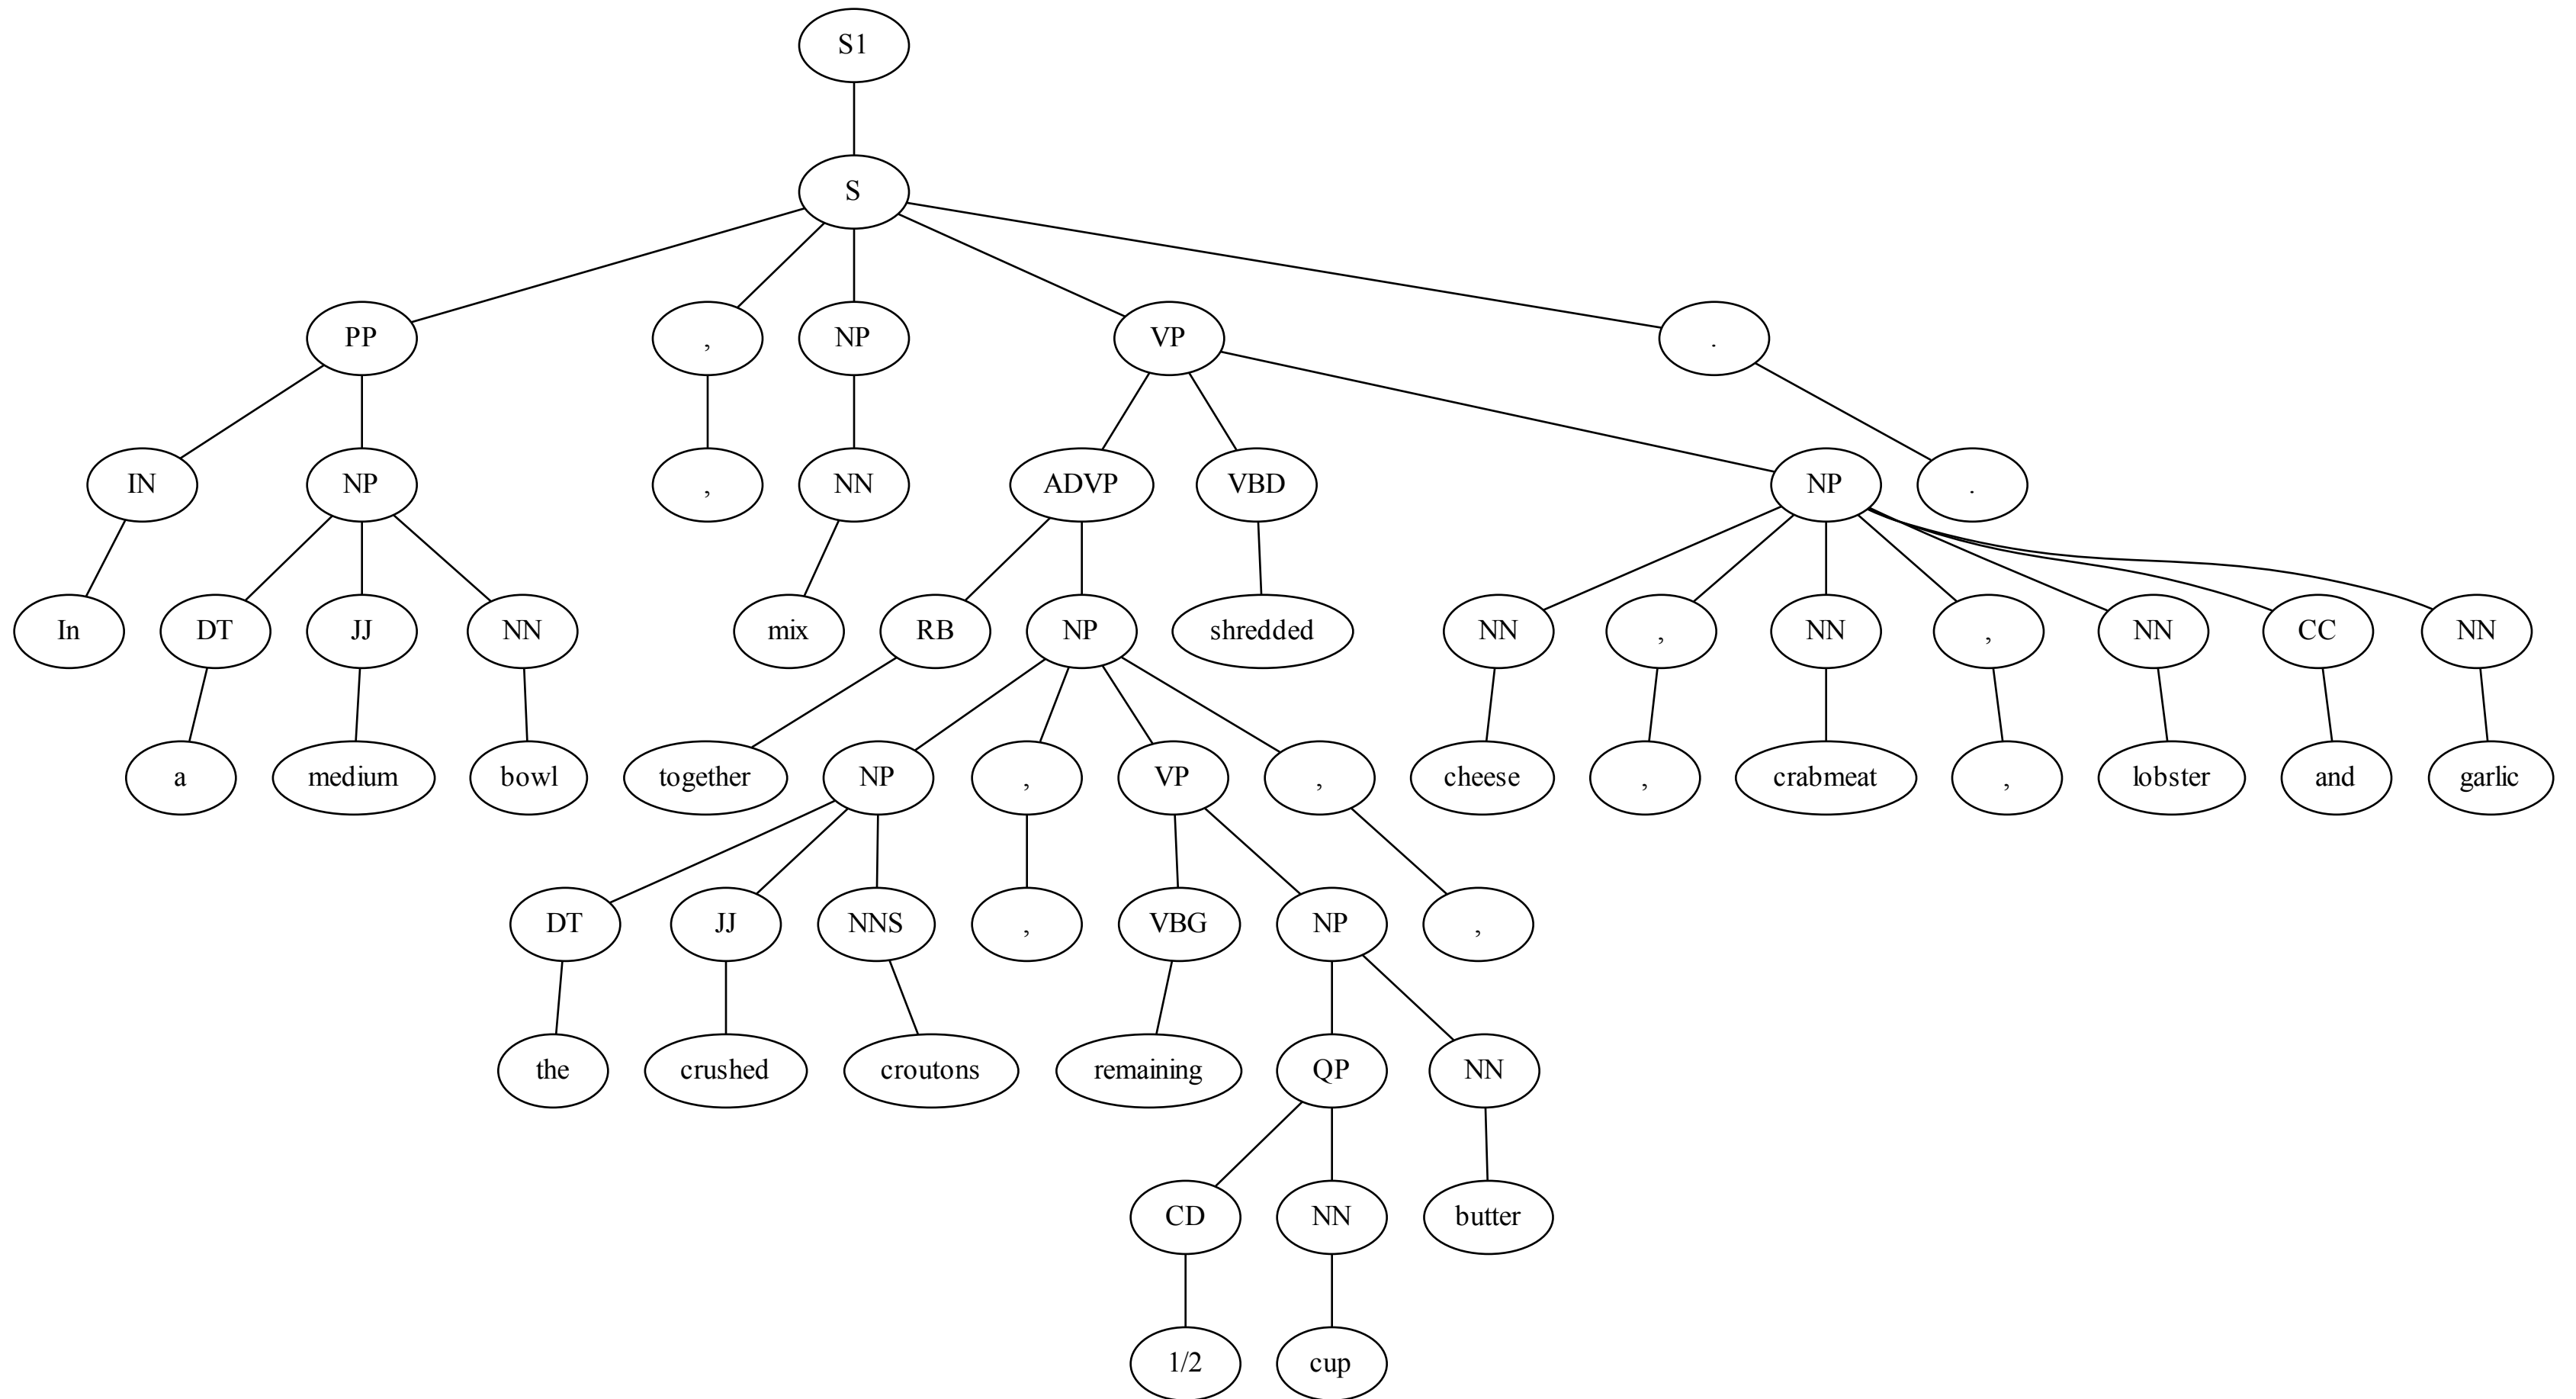 S1
S
PP , NP VP .
IN NP , NN ADVP VBD NP .
In DT JJ NN mix RB NP shredded NN , NN , NN CC NN
a medium bowl together NP , VP , cheese , crabmeat , lobster and garlic
DT JJ NNS , VBG NP ,
the crushed croutons remaining QP NN
CD NN butter
1/2 cup